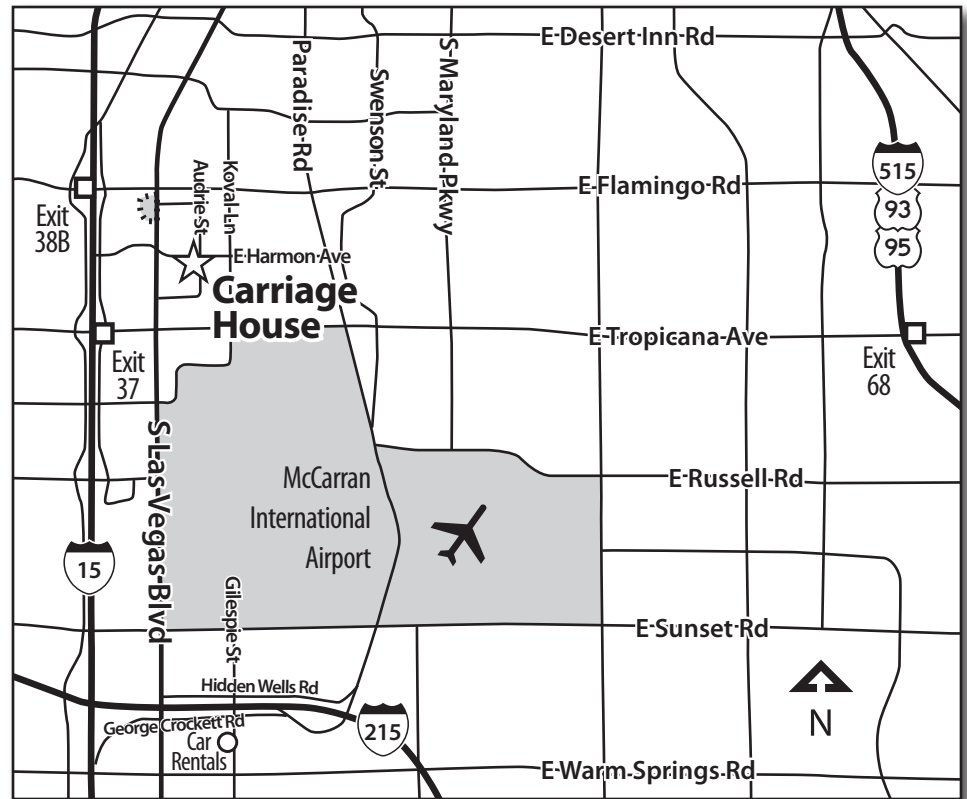 E Desert Inn Rd
Paradise Rd
Swenson St
S Maryland Pkwy
515
93
95
E Flamingo Rd
Audrie St
Koval Ln
Exit
38B
E Harmon Ave
Carriage
House
E Tropicana Ave
Exit
37
Exit
68
S Las Vegas Blvd
McCarran
International
Airport
E Russell Rd
15
Gilespie St
E Sunset Rd
Hidden Wells Rd
N
George Crockett Rd
215
Car
Rentals
E Warm Springs Rd